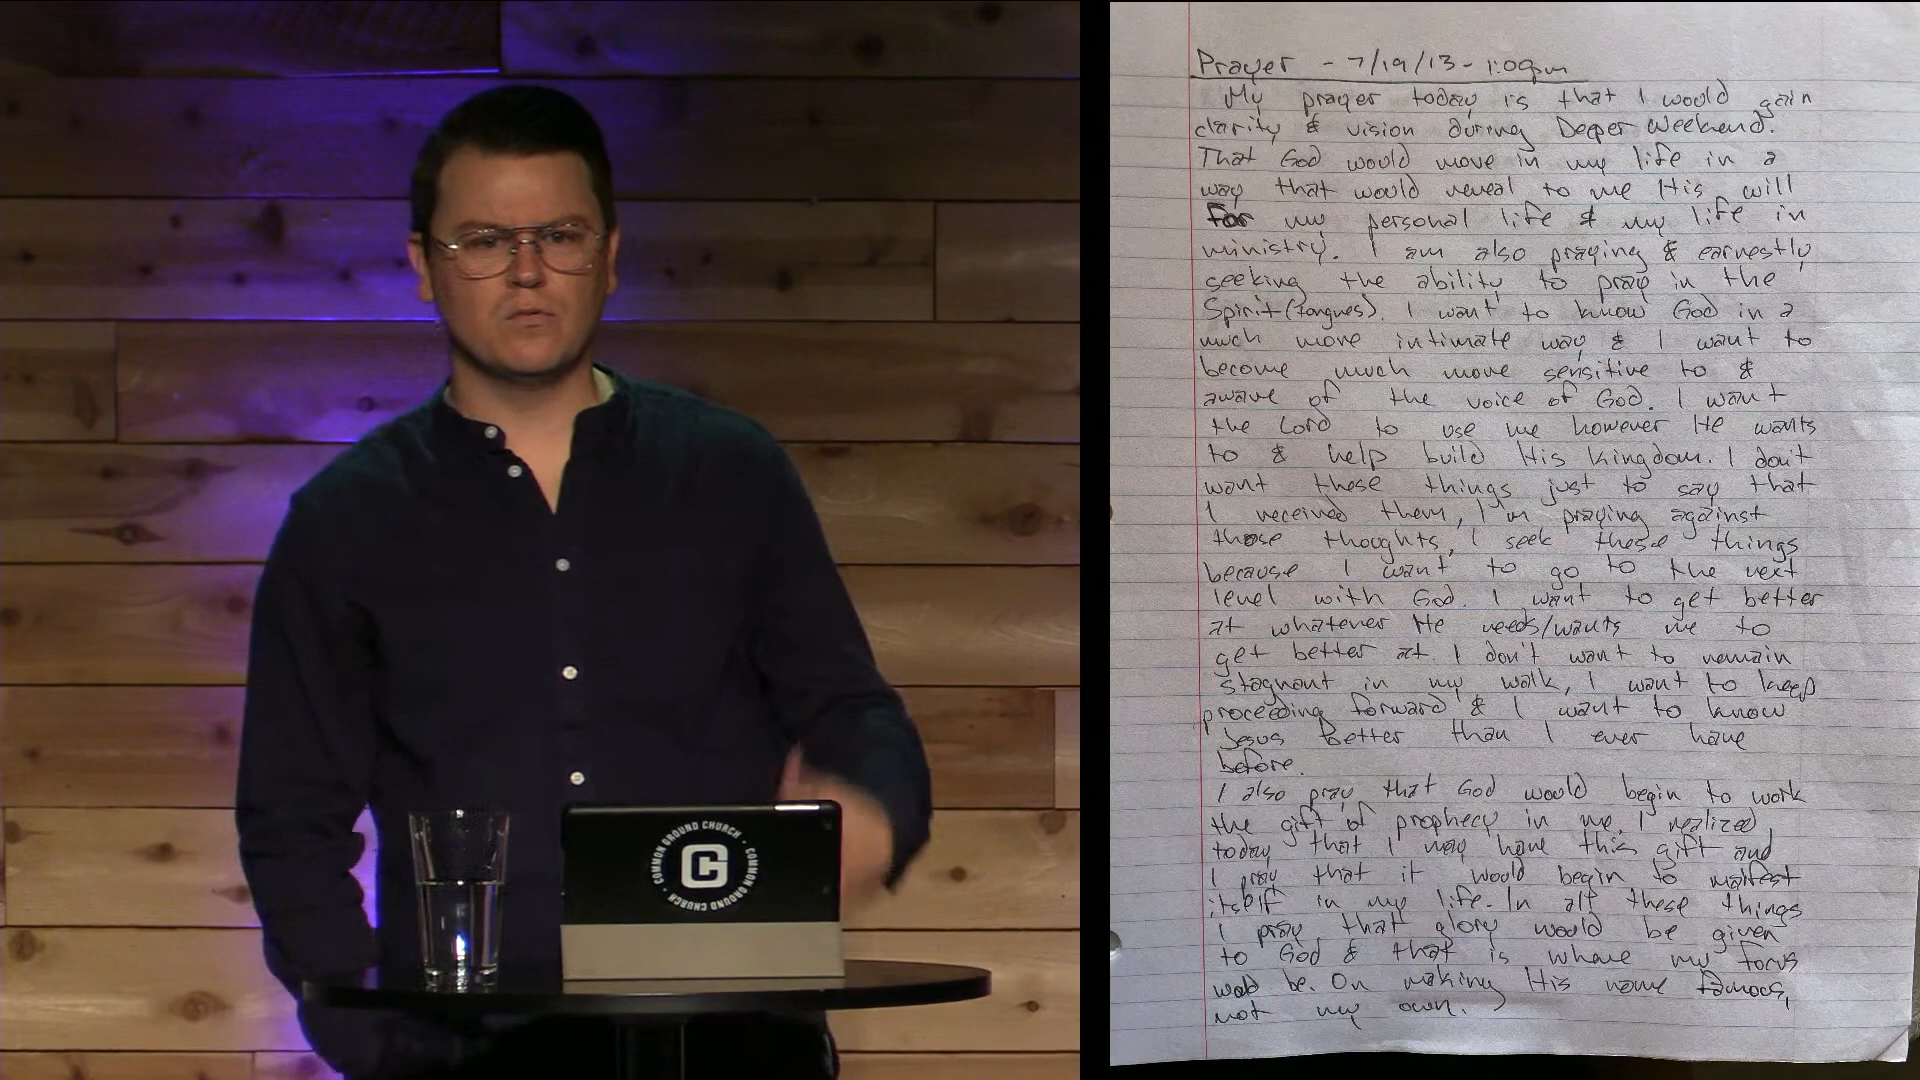 Prayer - 7/19/13 - 1:00pm
My prayer today is that I would gain
clarity & vision during Deeper Weekend.
That God would move in my life in a
way that would reveal to me His will
for my personal life & my life in
ministry. I am also praying & earnestly
seeking the ability to pray in the
Spirit (tongues). I want to know God in a
much more intimate way & I want to
become much more sensitive to &
aware of the voice of God. I want
the Lord to use me however He wants
to & help build His kingdom. I don't
want these things just to say that
I received them, I'm praying against
those thoughts, I seek these things
because I want to go to the next
level with God. I want to get better
at whatever He needs/wants me to
get better at. I don't want to remain
stagnant in my walk, I want to keep
proceeding forward & I want to know
Jesus better than I ever have
before.
I also pray that God would begin to work
the gift of prophecy in me. I realized
today that I may have this gift and
I pray that it would begin to maifest
itself in my life. In all these things
I pray that glory would be given
to God & that is where my focus
would be. On making His name famous,
not my own.
COMMON GROUND CHURCH • COMMON GROUND CHURCH •
G